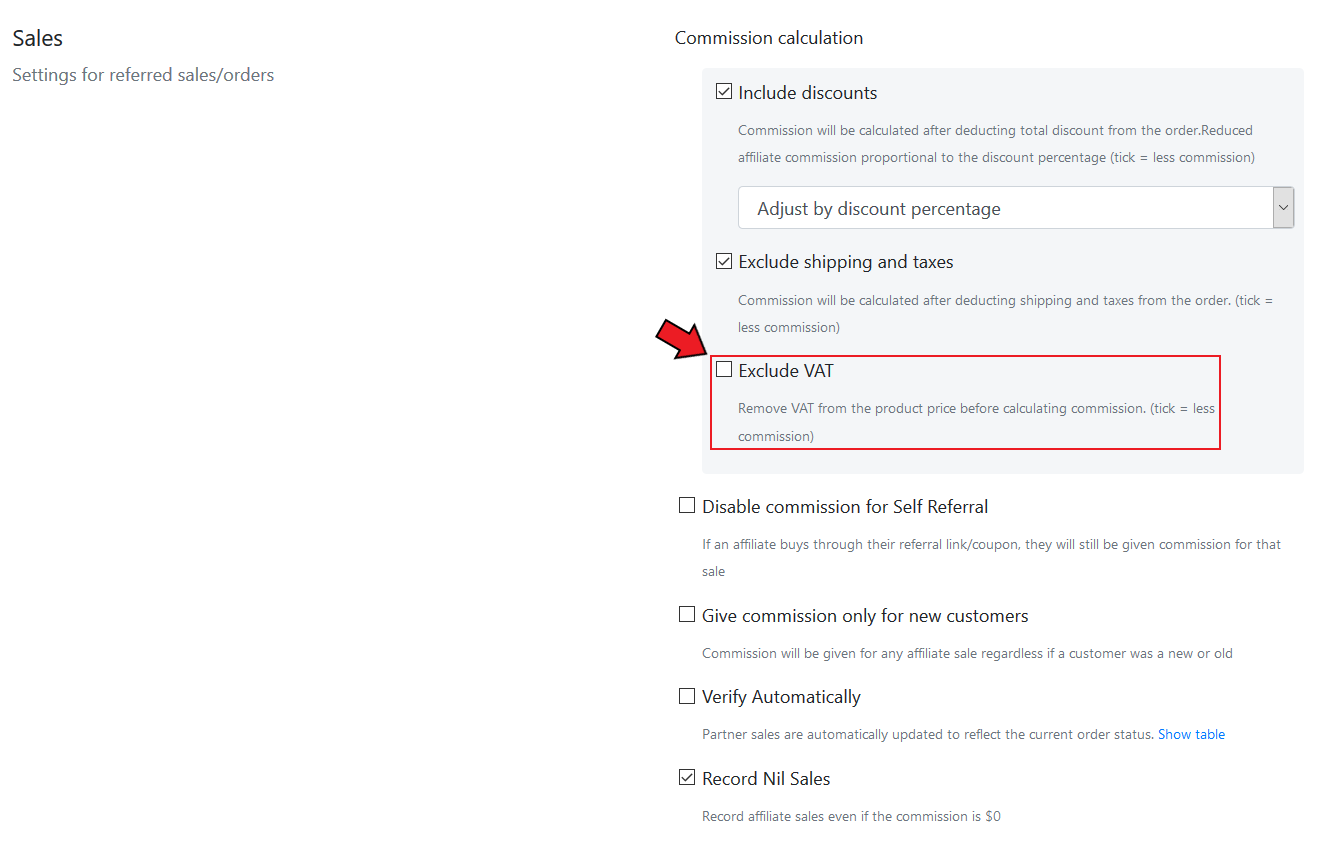 Sales
Settings for referred sales/orders
Commission calculation
Include discounts
Commission will be calculated after deducting total discount from the order.Reduced
affiliate commission proportional to the discount percentage (tick = less commission)
Adjust by discount percentage
Exclude shipping and taxes
Commission will be calculated after deducting shipping and taxes from the order. (tick =
less commission)
Exclude VAT
Remove VAT from the product price before calculating commission. (tick = less
commission)
Disable commission for Self Referral
If an affiliate buys through their referral link/coupon, they will still be given commission for that
sale
Give commission only for new customers
Commission will be given for any affiliate sale regardless if a customer was a new or old
Verify Automatically
Partner sales are automatically updated to reflect the current order status. Show table
Record Nil Sales
Record affiliate sales even if the commission is $0